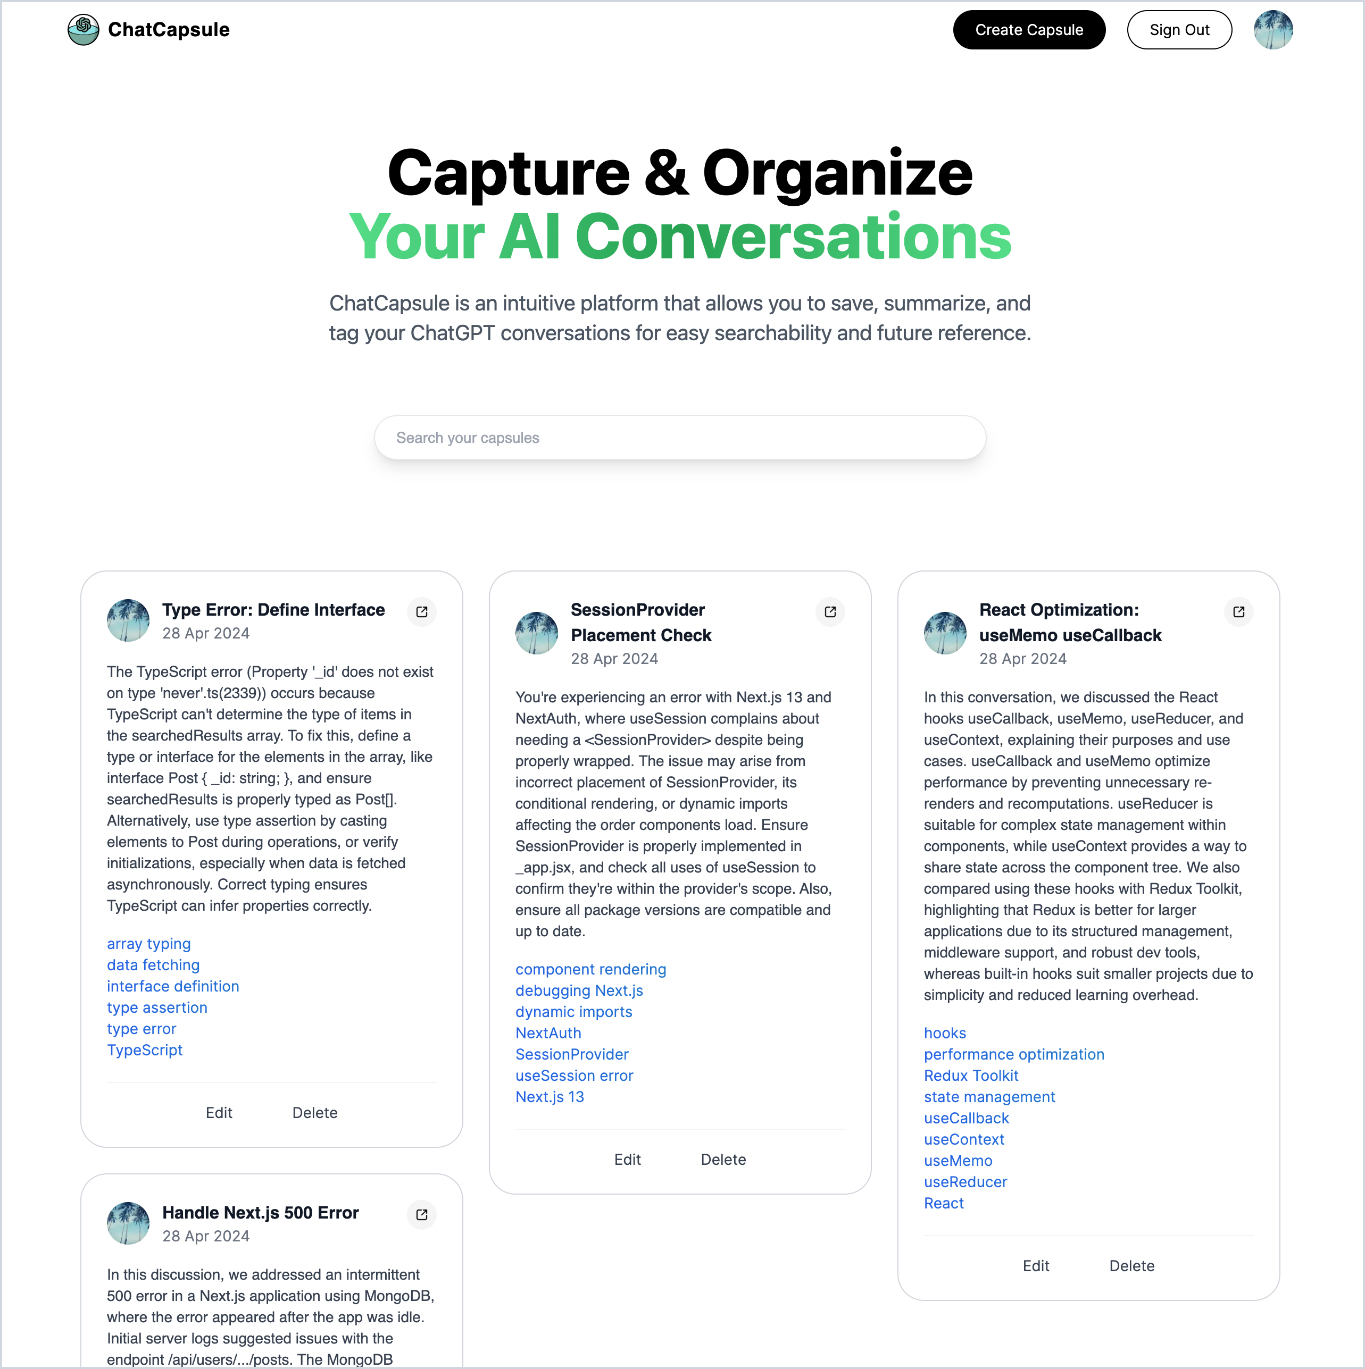 ChatCapsule
Create Capsule
Sign Out
Capture & Organize
Your AI Conversations
ChatCapsule is an intuitive platform that allows you to save, summarize, and
tag your ChatGPT conversations for easy searchability and future reference.
Search your capsules
Type Error: Define Interface
28 Apr 2024
The TypeScript error (Property '_id' does not exist
on type 'never'.ts(2339)) occurs because
TypeScript can't determine the type of items in
the searchedResults array. To fix this, define a
type or interface for the elements in the array, like
interface Post { _id: string; }, and ensure
searchedResults is properly typed as Post[].
Alternatively, use type assertion by casting
elements to Post during operations, or verify
initializations, especially when data is fetched
asynchronously. Correct typing ensures
TypeScript can infer properties correctly.
array typing
data fetching
interface definition
type assertion
type error
TypeScript
Edit
Delete
SessionProvider
Placement Check
28 Apr 2024
You're experiencing an error with Next.js 13 and
NextAuth, where useSession complains about
needing a <SessionProvider> despite being
properly wrapped. The issue may arise from
incorrect placement of SessionProvider, its
conditional rendering, or dynamic imports
affecting the order components load. Ensure
SessionProvider is properly implemented in
_app.jsx, and check all uses of useSession to
confirm they're within the provider's scope. Also,
ensure all package versions are compatible and
up to date.
component rendering
debugging Next.js
dynamic imports
NextAuth
SessionProvider
useSession error
Next.js 13
Edit
Delete
React Optimization:
useMemo useCallback
28 Apr 2024
In this conversation, we discussed the React
hooks useCallback, useMemo, useReducer, and
useContext, explaining their purposes and use
cases. useCallback and useMemo optimize
performance by preventing unnecessary re-
renders and recomputations. useReducer is
suitable for complex state management within
components, while useContext provides a way to
share state across the component tree. We also
compared using these hooks with Redux Toolkit,
highlighting that Redux is better for larger
applications due to its structured management,
middleware support, and robust dev tools,
whereas built-in hooks suit smaller projects due to
simplicity and reduced learning overhead.
hooks
performance optimization
Redux Toolkit
state management
useCallback
useContext
useMemo
useReducer
React
Edit
Delete
Handle Next.js 500 Error
28 Apr 2024
In this discussion, we addressed an intermittent
500 error in a Next.js application using MongoDB,
where the error appeared after the app was idle.
Initial server logs suggested issues with the
endpoint /api/users/.../posts. The MongoDB